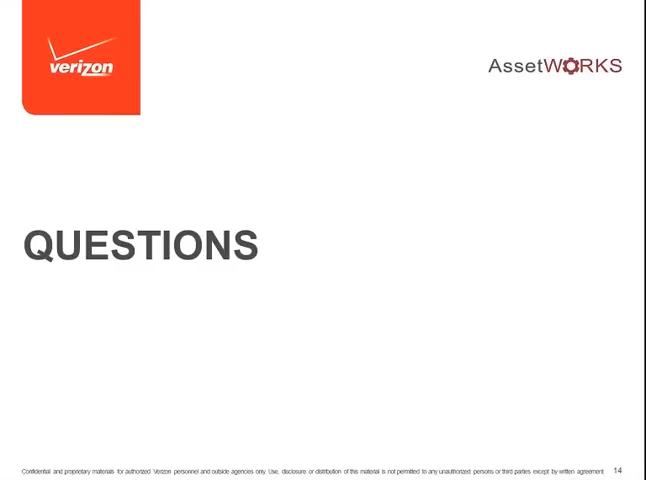 verizon
AssetWORKS
QUESTIONS
Confidential and proprietary materials for authorized Verizon personnel and outside agencies only. Use, disclosure or distribution of this material is not permitted to any unauthorized persons or third parties except by written agreement. 14